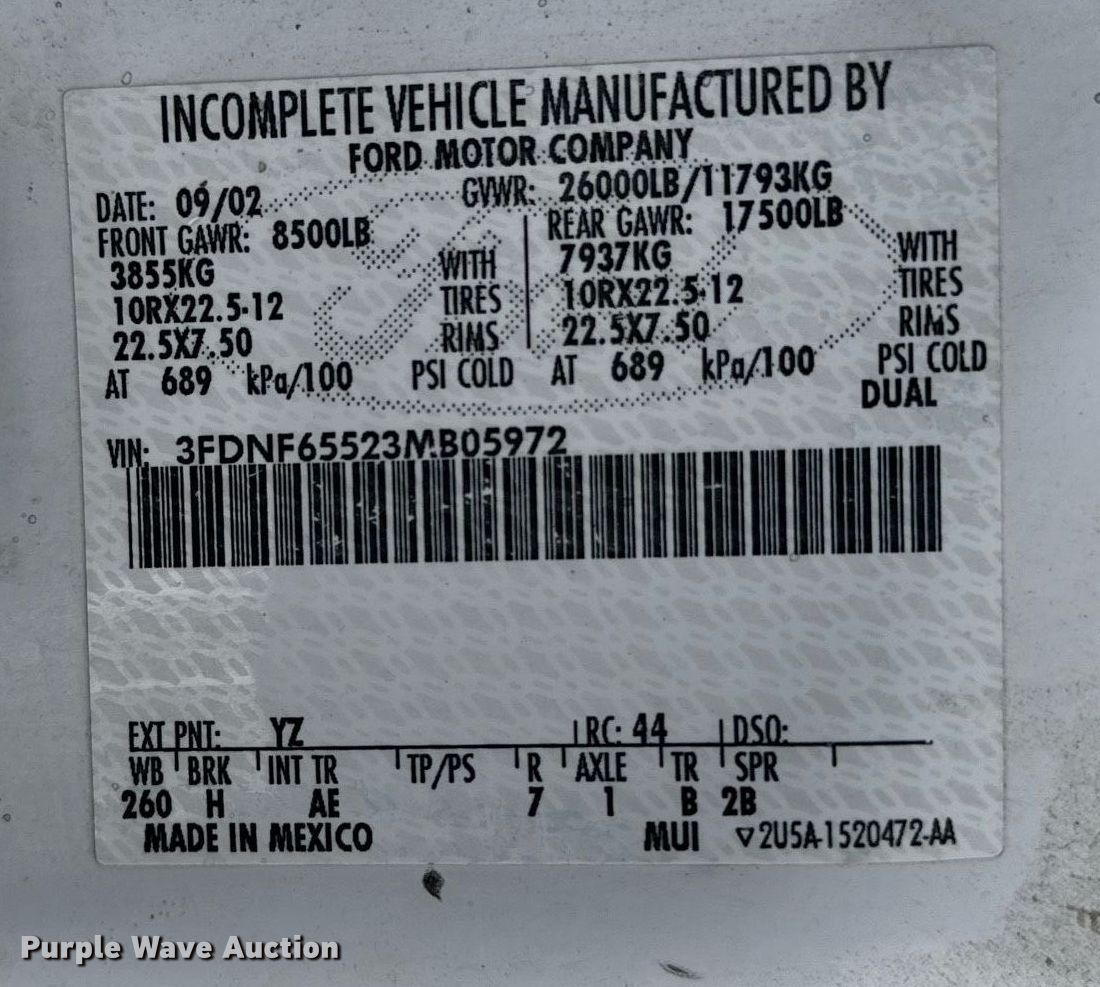 INCOMPLETE VEHICLE MANUFACTURED BY
FORD MOTOR COMPANY
DATE: 09/02 GVWR: 26000LB/11793KG
FRONT GAWR: 8500LB REAR GAWR: 17500LB
3855KG WITH 7937KG WITH
10RX22.5-12 TIRES 10RX22.5-12 TIRES
22.5X7.50 RIMS 22.5X7.50 RIMS
AT 689 kPa/100 PSI COLD AT 689 kPa/100 PSI COLD
DUAL
VIN: 3FDNF65523MB05972
EXT PNT: YZ RC: 44 DSO:
WB BRK INT TR TP/PS R AXLE TR SPR
260 H AE 7 1 B 2B
MADE IN MEXICO MUI ▽2U5A-1520472-AA
Purple Wave Auction